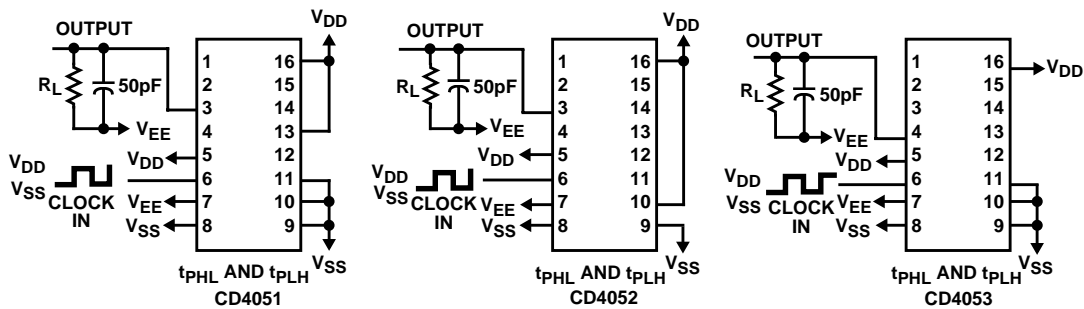 OUTPUT
R_L
50pF
V_EE
V_DD
V_DD
V_SS
CLOCK
IN
V_EE
V_SS
1 16
2 15
3 14
4 13
5 12
6 11
7 10
8 9
V_DD
V_SS
t_PHL AND t_PLH
CD4051
OUTPUT
R_L
50pF
V_EE
V_DD
V_DD
V_SS
CLOCK
IN
V_EE
V_SS
1 16
2 15
3 14
4 13
5 12
6 11
7 10
8 9
V_DD
V_SS
t_PHL AND t_PLH
CD4052
OUTPUT
R_L
50pF
V_EE
V_DD
V_DD
V_SS
CLOCK
IN
V_EE
V_SS
1 16
2 15
3 14
4 13
5 12
6 11
7 10
8 9
V_DD
V_SS
t_PHL AND t_PLH
CD4053